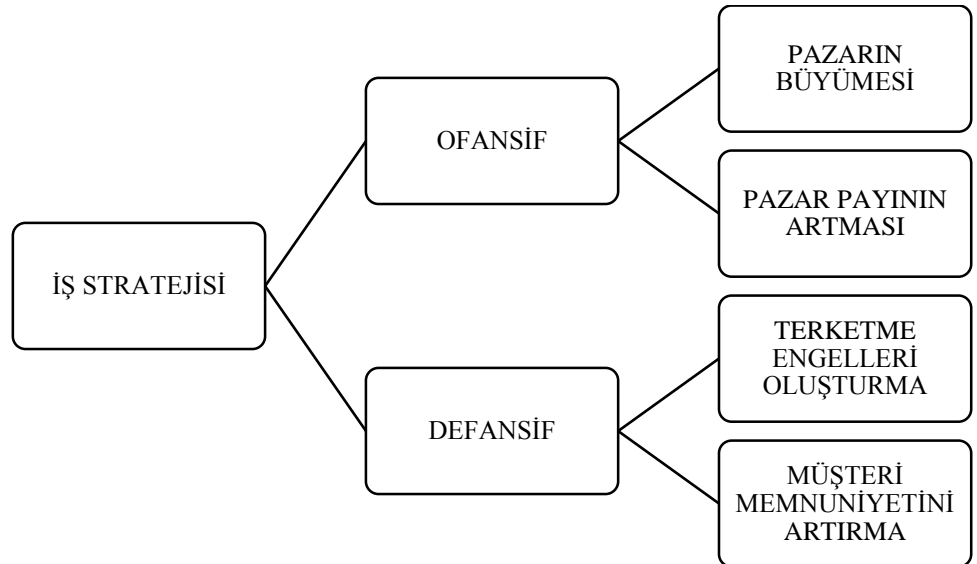 PAZARIN
BÜYÜMESİ
OFANSİF
PAZAR PAYININ
ARTMASI
İŞ STRATEJİSİ
TERKETME
ENGELLERİ
OLUŞTURMA
DEFANSİF
MÜŞTERİ
MEMNUNİYETİNİ
ARTIRMA